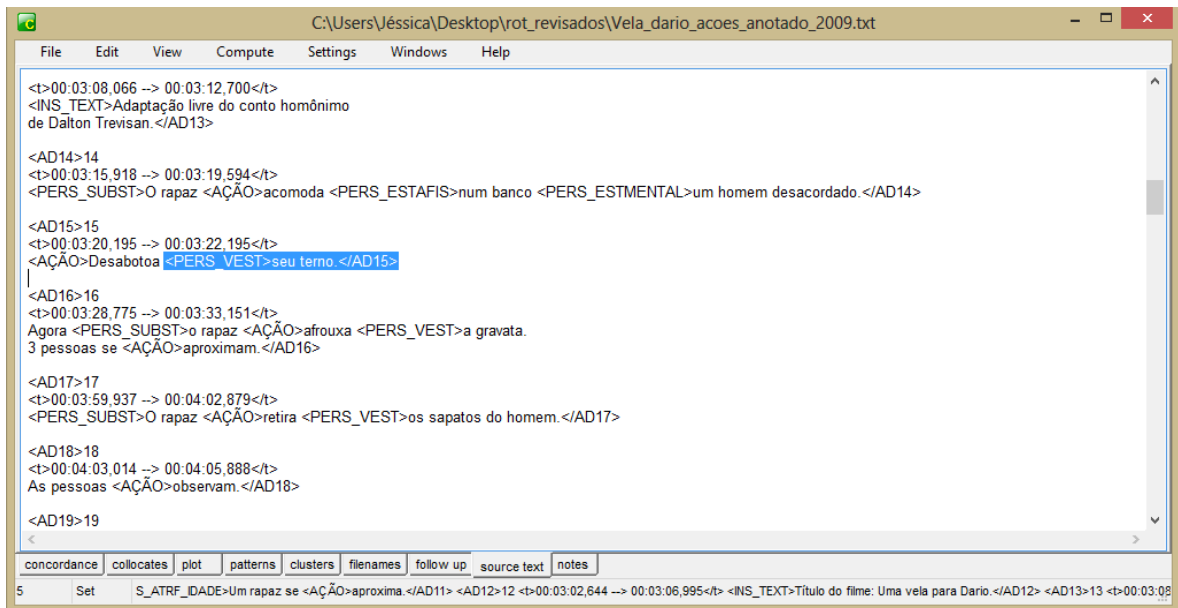 C:\Users\Jéssica\Desktop\rot_revisados\Vela_dario_acoes_anotado_2009.txt
File Edit View Compute Settings Windows Help
<t>00:03:08,066 --> 00:03:12,700</t>
<INS_TEXT>Adaptação livre do conto homônimo
de Dalton Trevisan.</AD13>
<AD14>14
<t>00:03:15,918 --> 00:03:19,594</t>
<PERS_SUBST>O rapaz <AÇÃO>acomoda <PERS_ESTAFIS>num banco <PERS_ESTMENTAL>um homem desacordado.</AD14>
<AD15>15
<t>00:03:20,195 --> 00:03:22,195</t>
<AÇÃO>Desabotoa <PERS_VEST>seu terno.</AD15>
<AD16>16
<t>00:03:28,775 --> 00:03:33,151</t>
Agora <PERS_SUBST>o rapaz <AÇÃO>afrouxa <PERS_VEST>a gravata.
3 pessoas se <AÇÃO>aproximam.</AD16>
<AD17>17
<t>00:03:59,937 --> 00:04:02,879</t>
<PERS_SUBST>O rapaz <AÇÃO>retira <PERS_VEST>os sapatos do homem.</AD17>
<AD18>18
<t>00:04:03,014 --> 00:04:05,888</t>
As pessoas <AÇÃO>observam.</AD18>
<AD19>19
concordance collocates plot patterns clusters filenames follow up source text notes
5 Set S_ATRF_IDADE>Um rapaz se <AÇÃO>aproxima.</AD11> <AD12>12 <t>00:03:02,644 --> 00:03:06,995</t> <INS_TEXT>Título do filme: Uma vela para Dario.</AD12> <AD13>13 <t>00:03:08